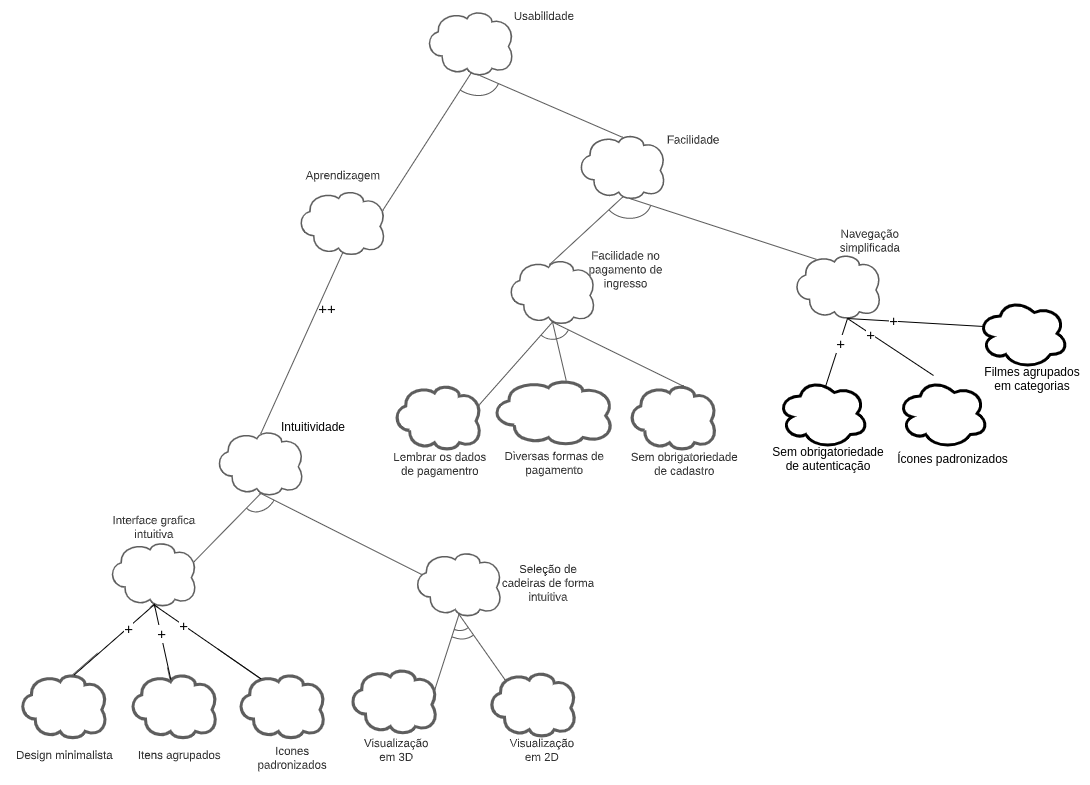 Usabilidade
Facilidade
Aprendizagem
Navegação
simplificada
Facilidade no
pagamento de
ingresso
++
+
+
+
Filmes agrupados
em categorias
Intuitividade
Lembrar os dados
de pagamentro
Diversas formas de
pagamento
Sem obrigatoriedade
de cadastro
Sem obrigatoriedade
de autenticação
Ícones padronizados
Interface grafica
intuitiva
Seleção de
cadeiras de forma
intuitiva
+
+
+
Design minimalista
Itens agrupados
Icones
padronizados
Visualização
em 3D
Visualização
em 2D